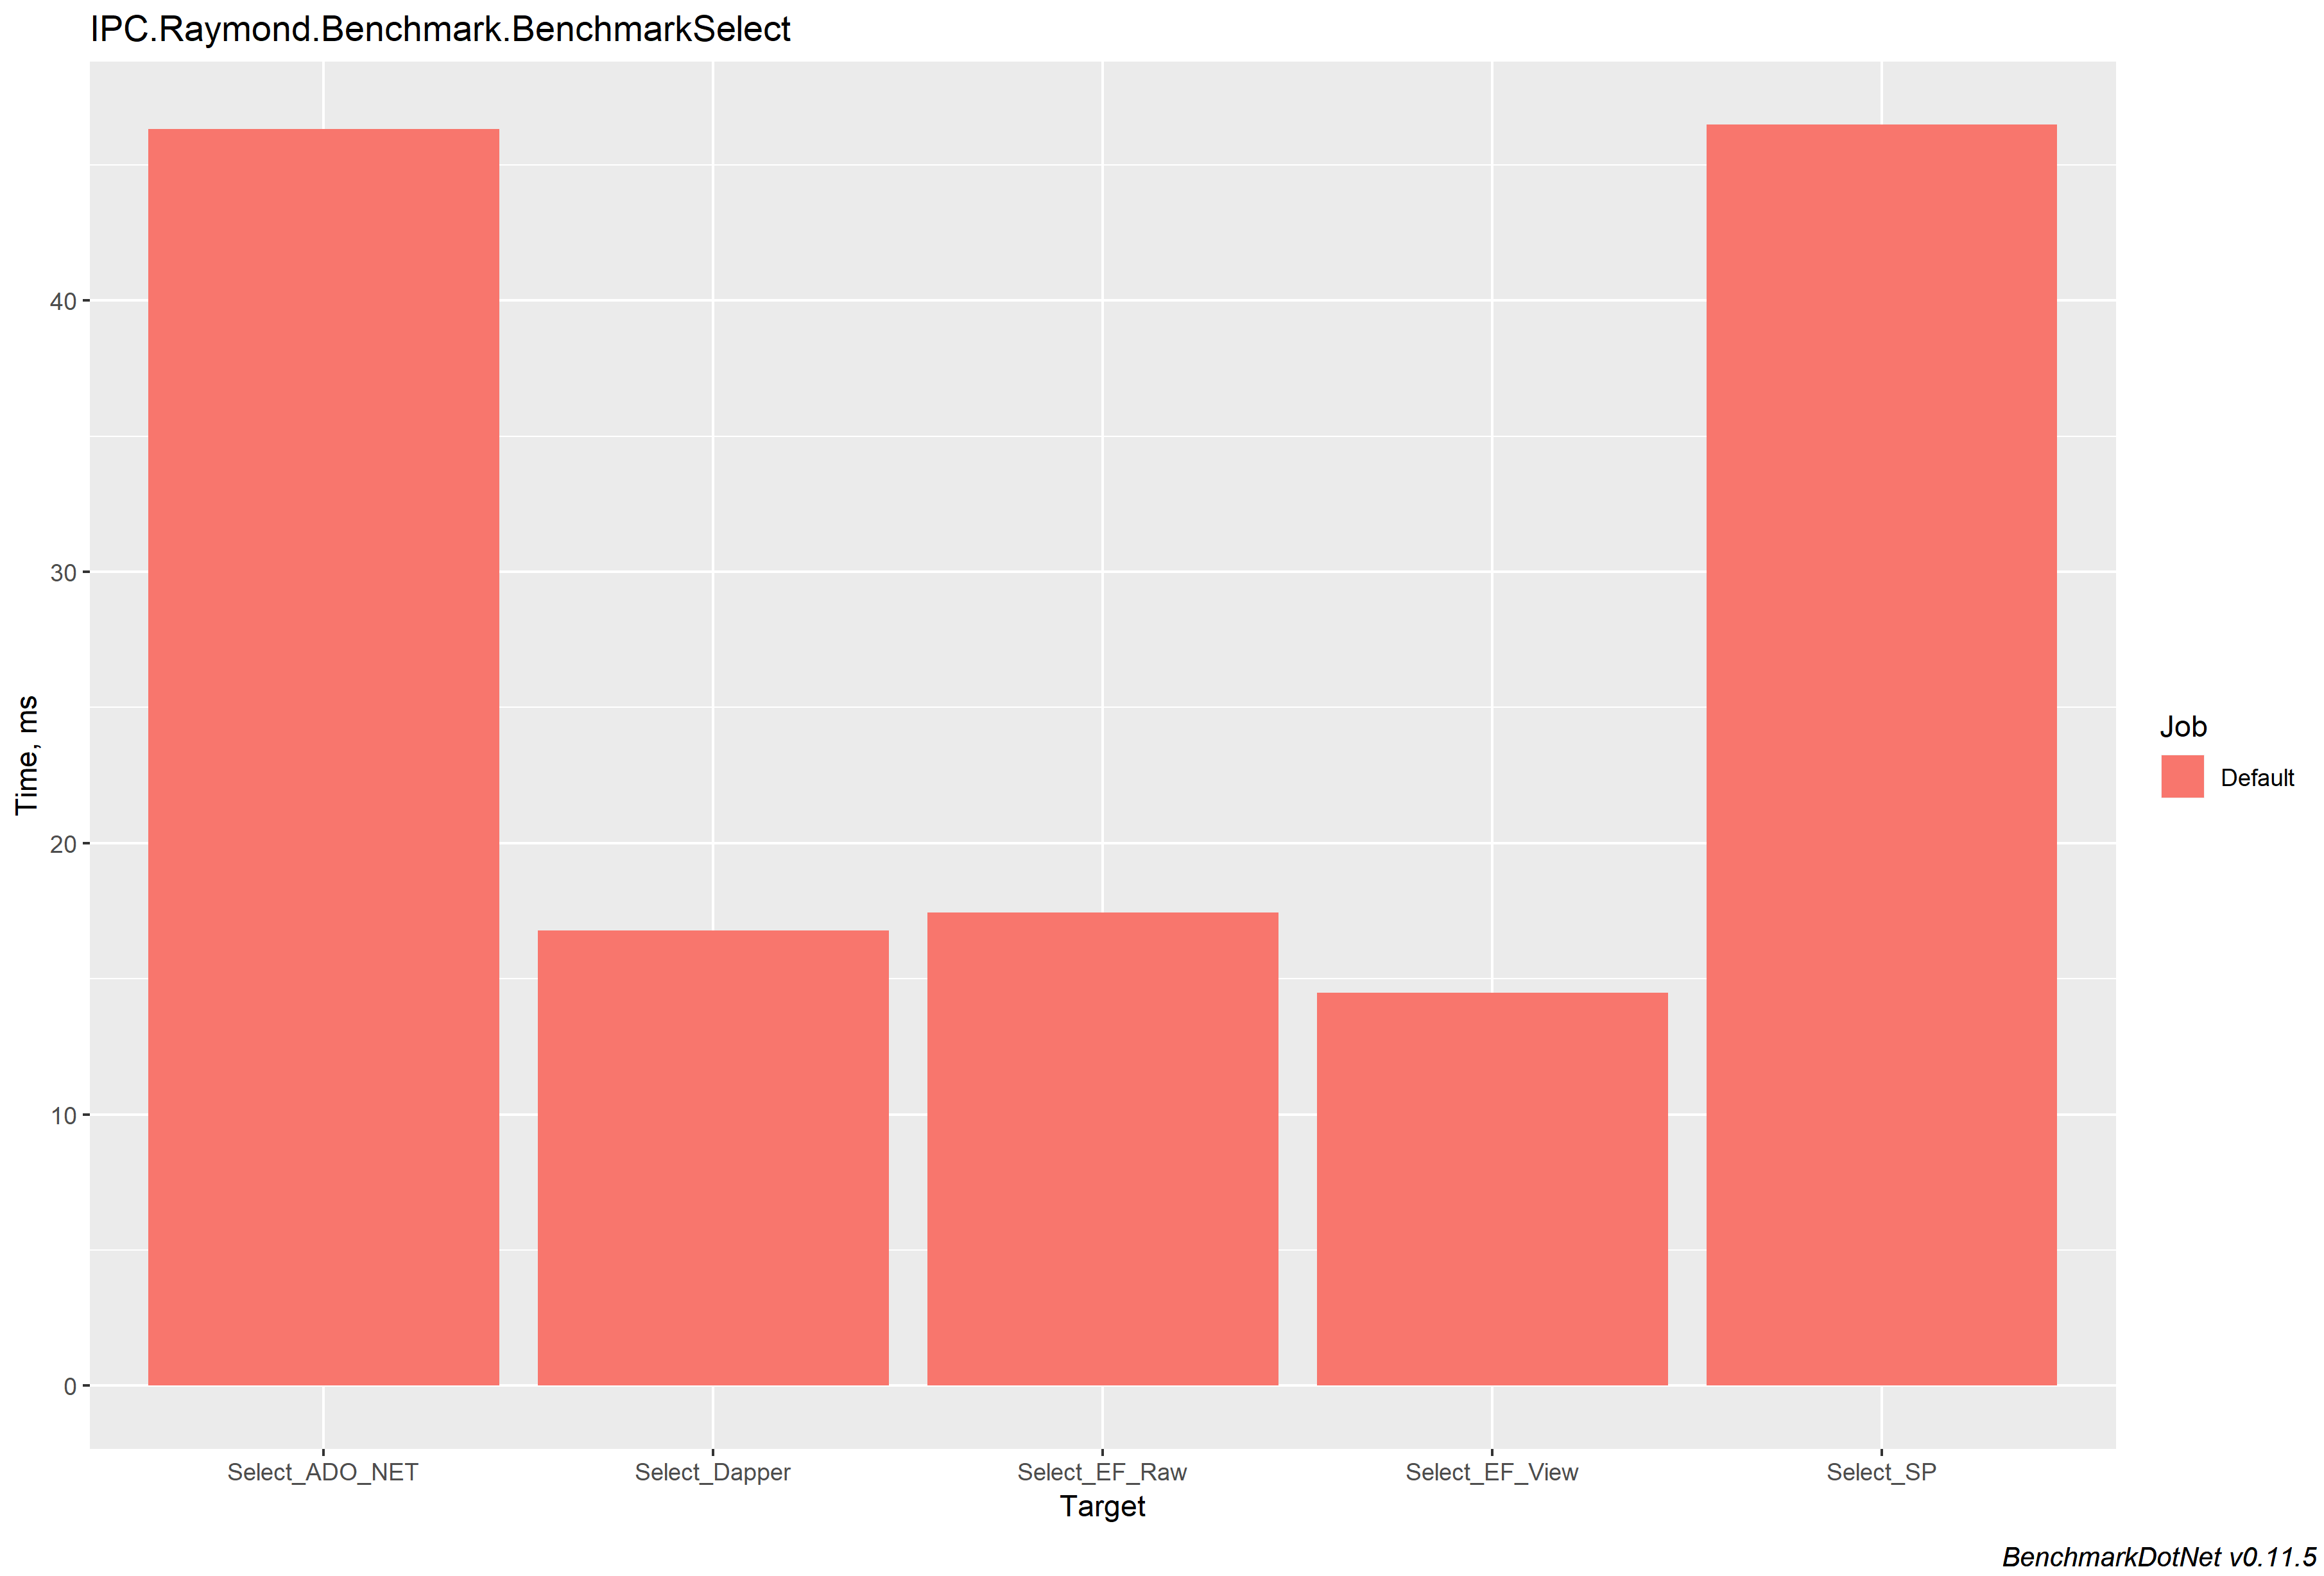 IPC.Raymond.Benchmark.BenchmarkSelect
Time, ms
40
30
20
10
0
Select_ADO_NET
Select_Dapper
Select_EF_Raw
Select_EF_View
Select_SP
Target
Job
Default
BenchmarkDotNet v0.11.5